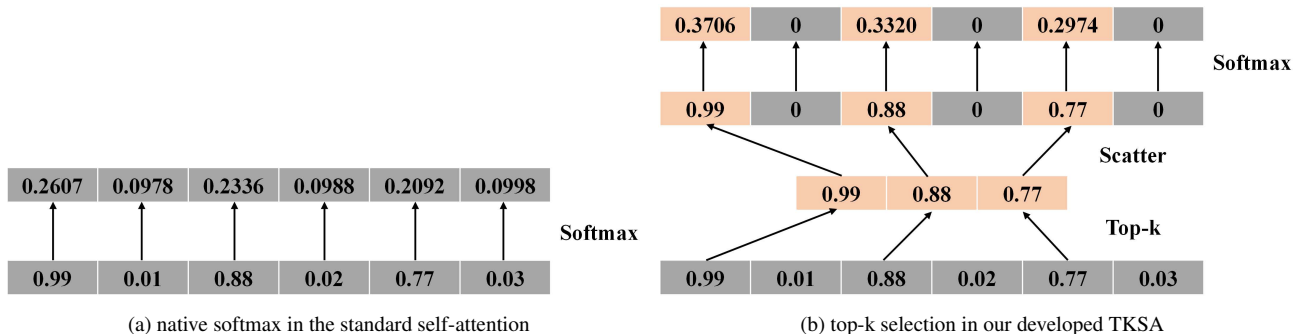 0.2607 0.0978 0.2336 0.0988 0.2092 0.0998
Softmax
0.99 0.01 0.88 0.02 0.77 0.03
(a) native softmax in the standard self-attention
0.3706 0 0.3320 0 0.2974 0
Softmax
0.99 0 0.88 0 0.77 0
Scatter
0.99 0.88 0.77
Top-k
0.99 0.01 0.88 0.02 0.77 0.03
(b) top-k selection in our developed TKSA